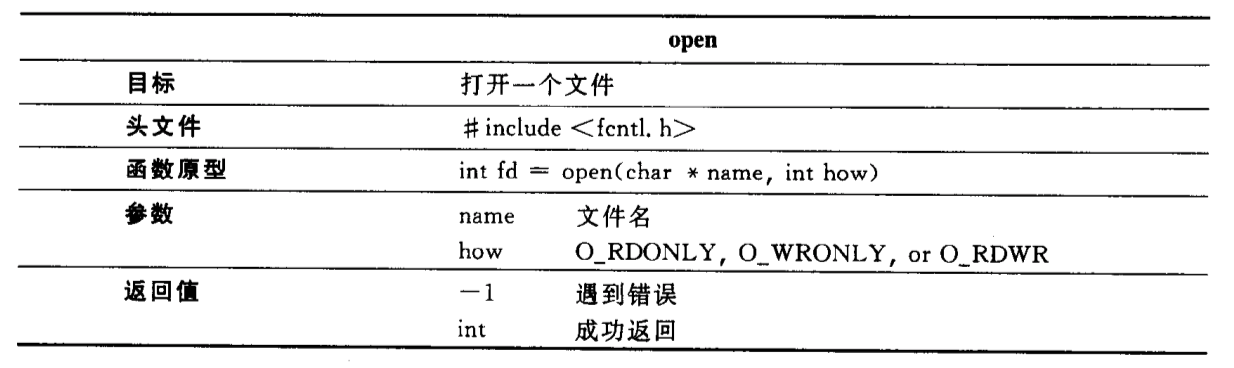 open
目标 打开一个文件
头文件 #include <fcntl.h>
函数原型 int fd = open(char * name, int how)
参数 name 文件名
how O_RDONLY, O_WRONLY, or O_RDWR
返回值 -1 遇到错误
int 成功返回